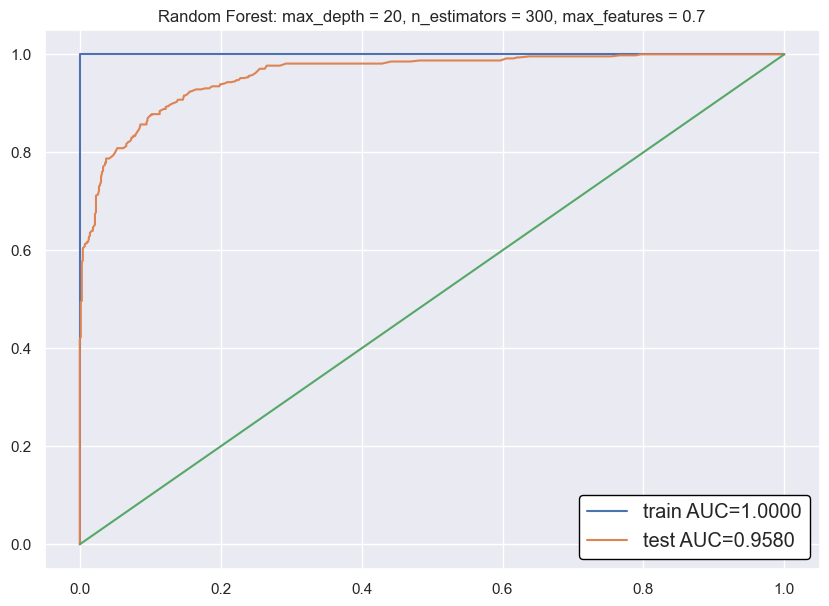 Random Forest: max_depth = 20, n_estimators = 300, max_features = 0.7
1.0
0.8
0.6
0.4
0.2
0.0
train AUC=1.0000
test AUC=0.9580
0.0 0.2 0.4 0.6 0.8 1.0